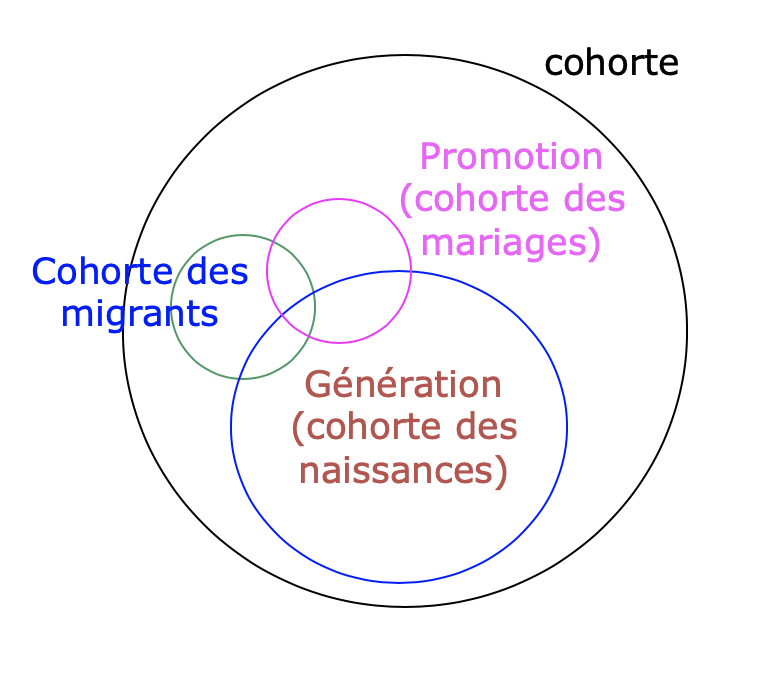 cohorte
Promotion
(cohorte des
mariages)
Cohorte des
migrants
Génération
(cohorte des
naissances)